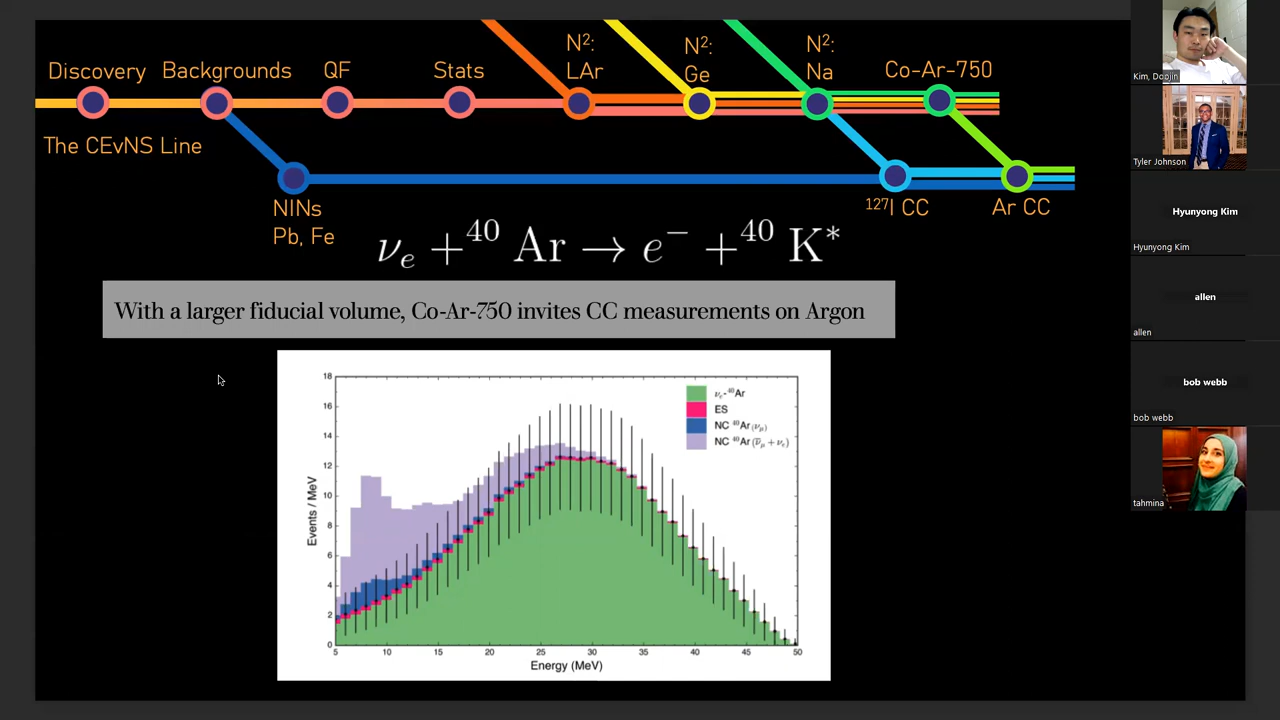 Discovery
Backgrounds
QF
Stats
N²:
LAr
N²:
Ge
N²:
Na
Co-Ar-750
The CEvNS Line
NINs
Pb, Fe
¹²⁷I CC
Ar CC
νₑ + ⁴⁰Ar → e⁻ + ⁴⁰K*
With a larger fiducial volume, Co-Ar-750 invites CC measurements on Argon
18
16
14
12
10
8
6
4
2
0
Events / MeV
νₑ-⁴⁰Ar
ES
NC ⁴⁰Ar(ν_μ)
NC ⁴⁰Ar(ν̄_μ + νₑ)
5 10 15 20 25 30 35 40 45 50
Energy (MeV)
Kim, Doojin
Tyler Johnson
Hyunyong Kim
Hyunyong Kim
allen
allen
bob webb
bob webb
tahmina